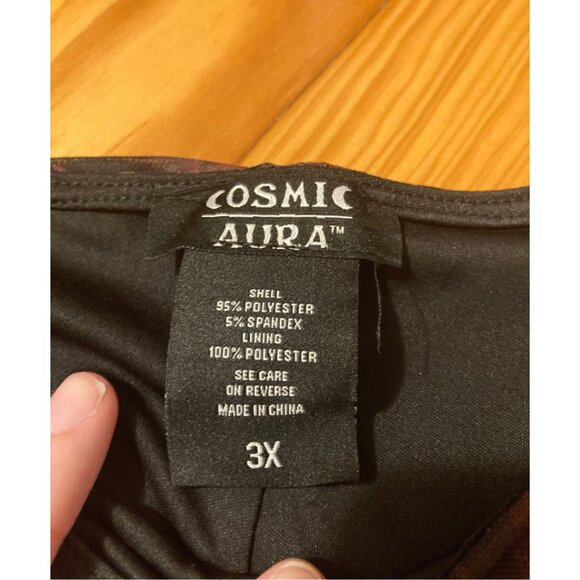 COSMIC
AURA™
SHELL
95% POLYESTER
5% SPANDEX
LINING
100% POLYESTER
SEE CARE
ON REVERSE
MADE IN CHINA
3X